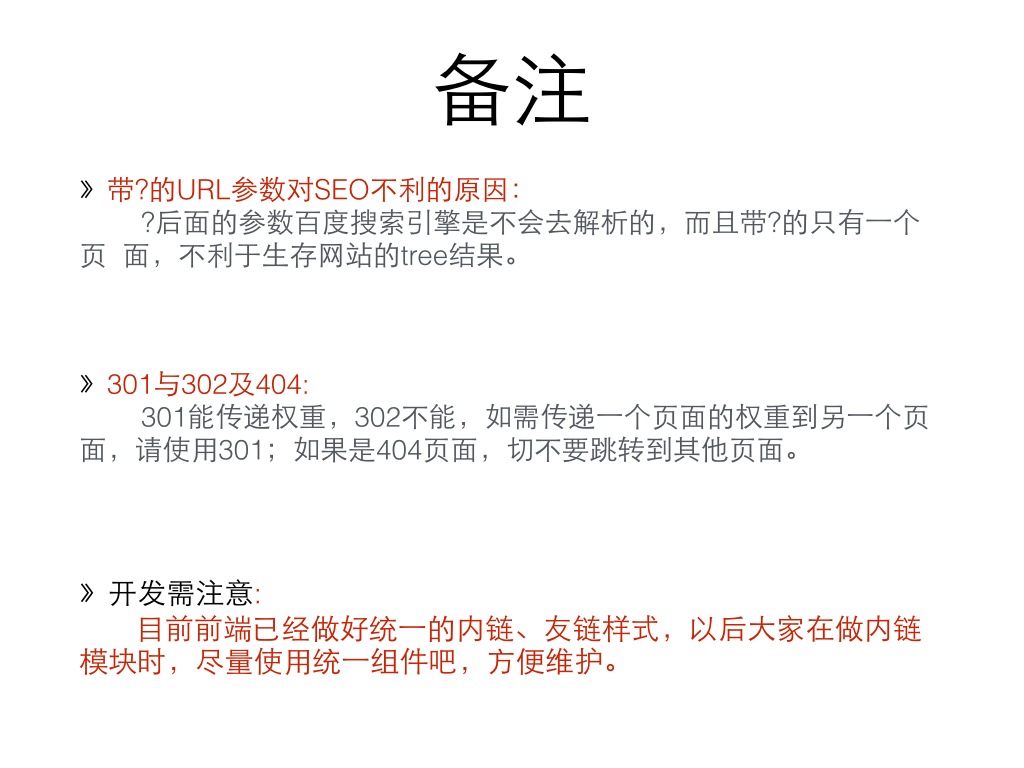 备注
》带?的URL参数对SEO不利的原因：
?后面的参数百度搜索引擎是不会去解析的，而且带?的只有一个
页 面，不利于生存网站的tree结果。
》301与302及404:
301能传递权重，302不能，如需传递一个页面的权重到另一个页
面，请使用301；如果是404页面，切不要跳转到其他页面。
》开发需注意:
目前前端已经做好统一的内链、友链样式，以后大家在做内链
模块时，尽量使用统一组件吧，方便维护。